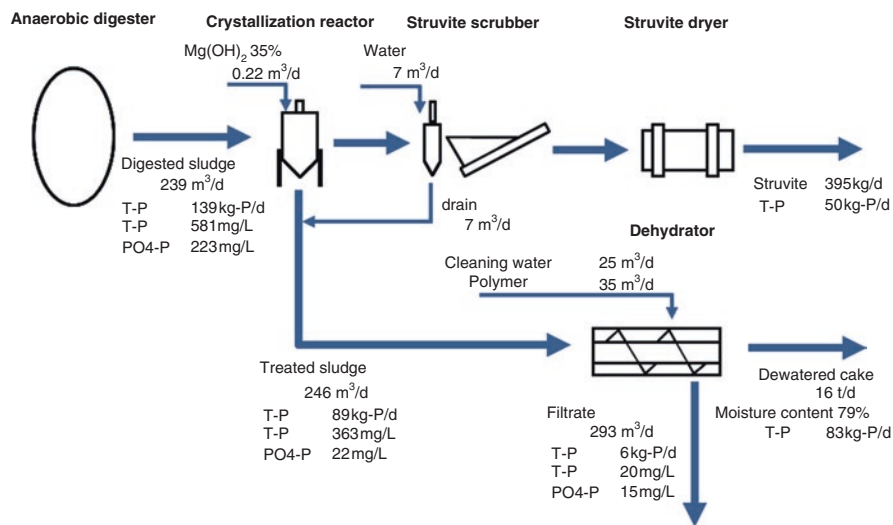 Anaerobic digester
Crystallization reactor
Struvite scrubber
Struvite dryer
Mg(OH)2 35%
0.22 m3/d
Water
7 m3/d
Digested sludge
239 m3/d
T-P 139kg-P/d
T-P 581mg/L
PO4-P 223mg/L
drain
7 m3/d
Struvite 395kg/d
T-P 50kg-P/d
Dehydrator
Cleaning water 25 m3/d
Polymer 35 m3/d
Treated sludge
246 m3/d
T-P 89kg-P/d
T-P 363mg/L
PO4-P 22mg/L
Filtrate
293 m3/d
T-P 6kg-P/d
T-P 20mg/L
PO4-P 15mg/L
Dewatered cake
16 t/d
Moisture content 79%
T-P 83kg-P/d